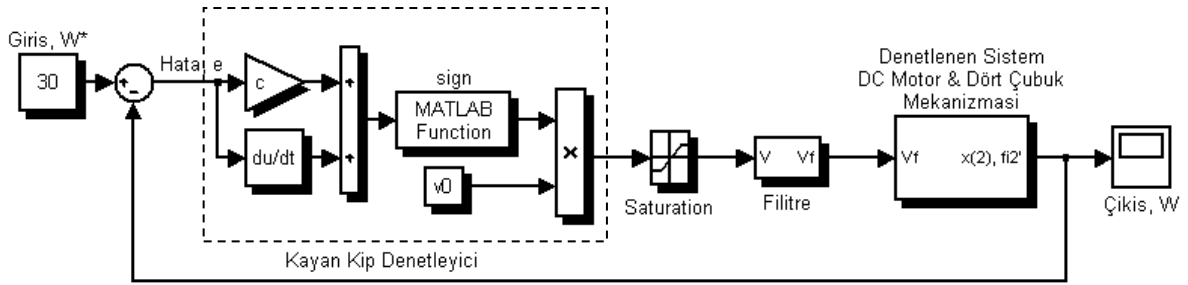 Giris, W*
30
+
-
Hata, e
c
du/dt
+
+
sign
MATLAB
Function
v0
×
Kayan Kip Denetleyici
Saturation
V Vf
Filitre
Denetlenen Sistem
DC Motor & Dört Çubuk
Mekanizması
Vf x(2), fi2'
Çikis, W